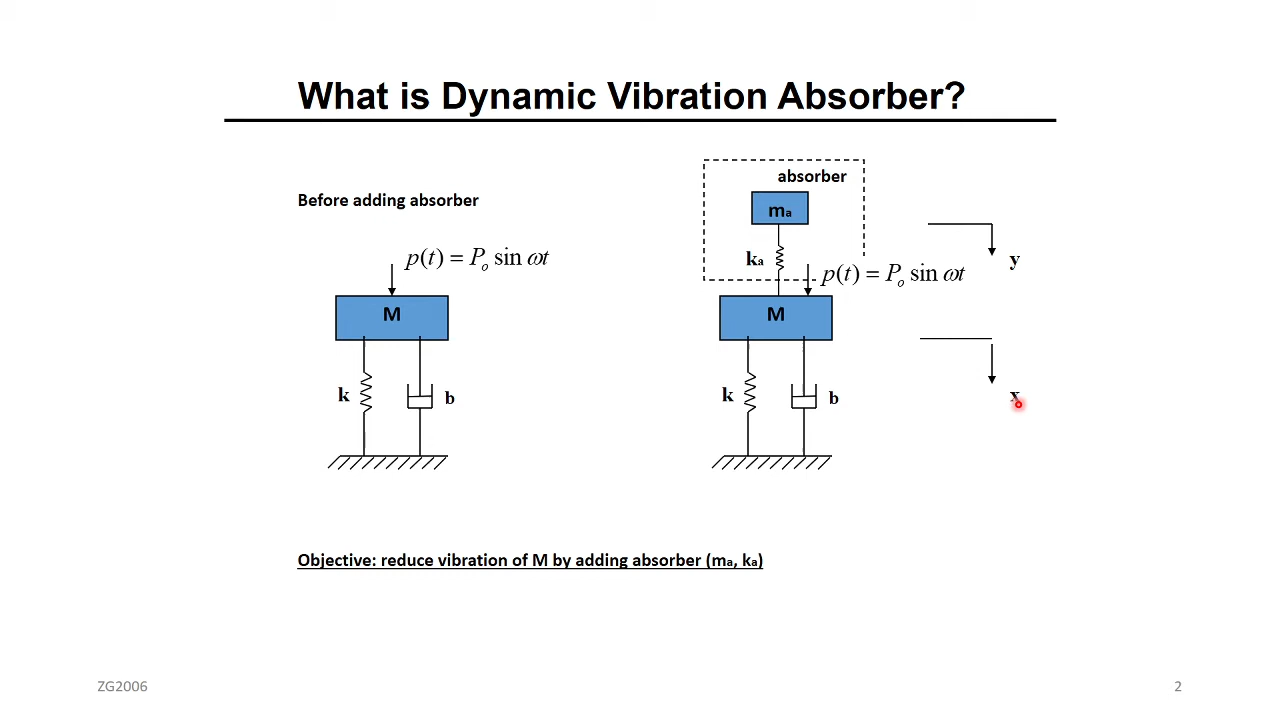 What is Dynamic Vibration Absorber?
Before adding absorber
p(t) = Pₒ sin ωt
M
k
b
absorber
mₐ
kₐ
p(t) = Pₒ sin ωt
M
k
b
y
x
Objective: reduce vibration of M by adding absorber (mₐ, kₐ)
ZG2006
2